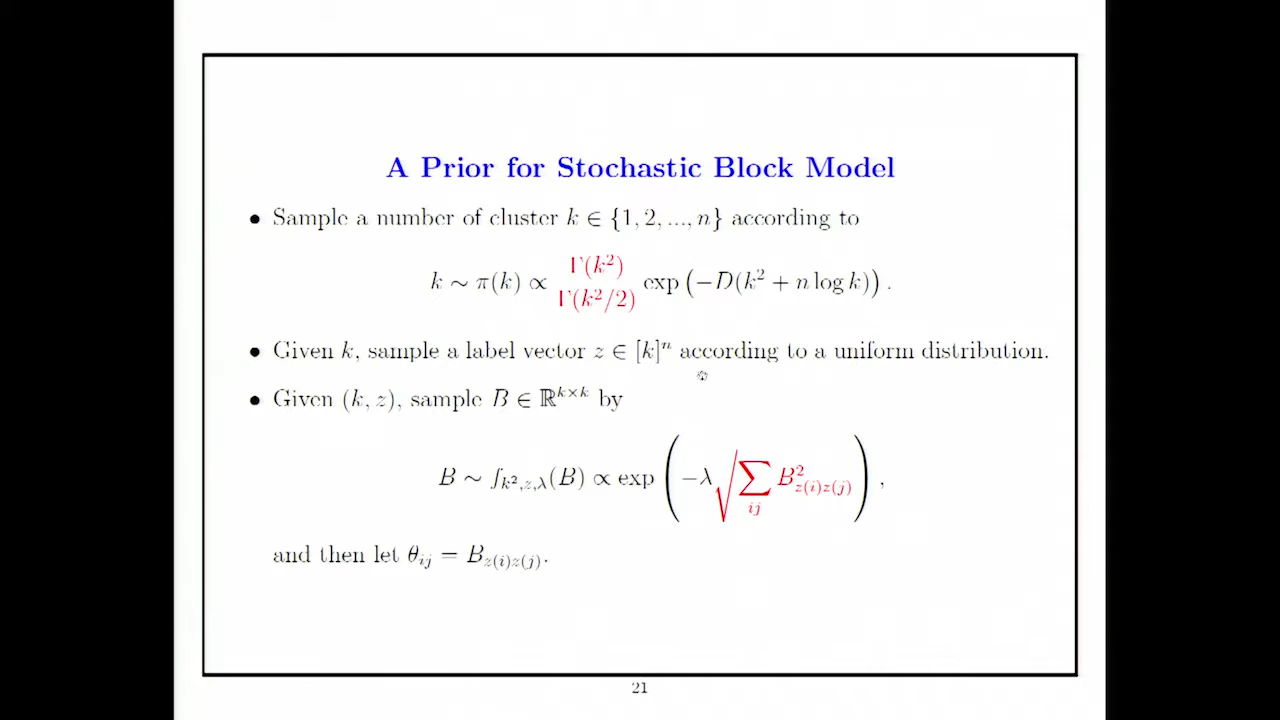 A Prior for Stochastic Block Model
• Sample a number of cluster k ∈ {1, 2, ..., n} according to
k ∼ π(k) ∝ Γ(k²)/Γ(k²/2) exp (−D(k² + n log k)) .
• Given k, sample a label vector z ∈ [k]ⁿ according to a uniform distribution.
• Given (k, z), sample B ∈ ℝ^{k×k} by
B ∼ f_{k²,z,λ}(B) ∝ exp (−λ√(∑_{ij} B²_{z(i)z(j)})) ,
and then let θ_{ij} = B_{z(i)z(j)}.
21